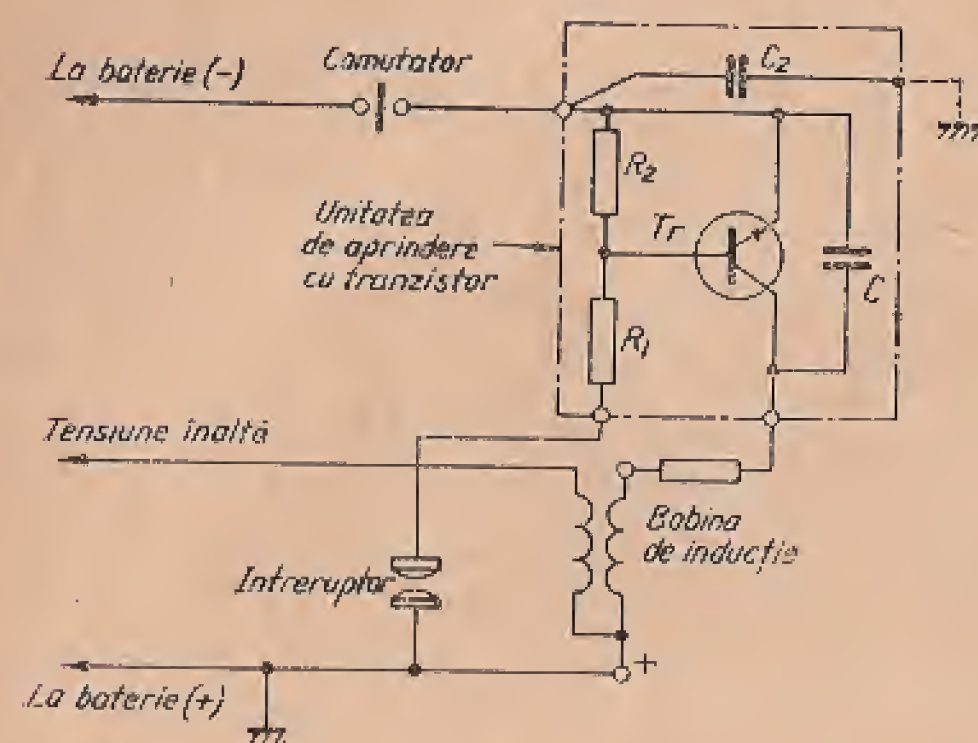 La baterie (-)
Comutator
C2
R2
Unitatea
de aprindere
cu tranzistor
Tr
C
R1
Tensiune înaltă
Bobina
de inducție
Intreruptor
+
La baterie (+)